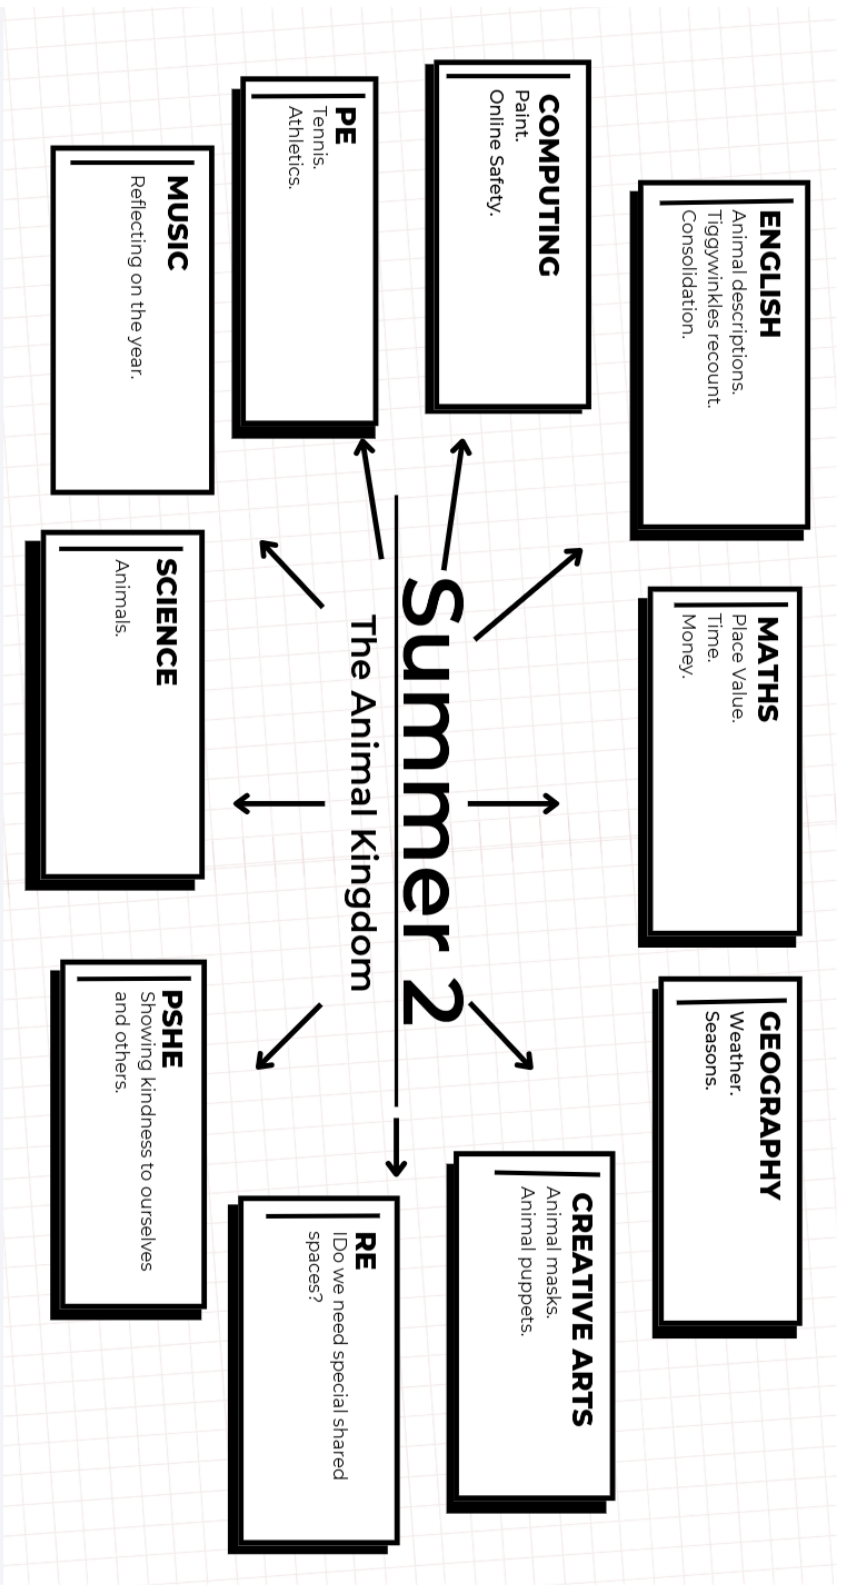 Summer 2
The Animal Kingdom
COMPUTING
Paint.
Online Safety.
ENGLISH
Animal descriptions.
Tiggywinkles recount.
Consolidation.
MATHS
Place Value.
Time.
Money.
GEOGRAPHY
Weather.
Seasons.
CREATIVE ARTS
Animal masks.
Animal puppets.
RE
IDo we need special shared
spaces?
PSHE
Showing kindness to ourselves
and others.
SCIENCE
Animals.
MUSIC
Reflecting on the year.
PE
Tennis.
Athletics.